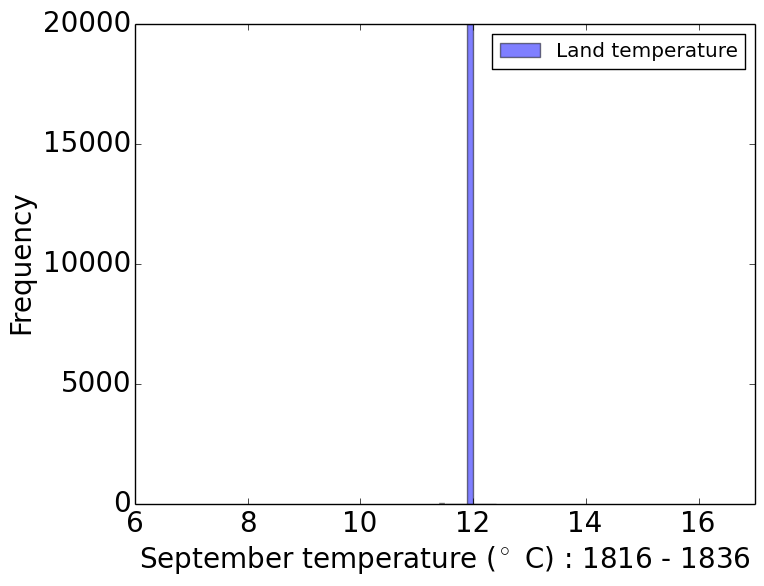 20000
15000
10000
5000
0
Frequency
Land temperature
6 8 10 12 14 16
September temperature (° C) : 1816 - 1836